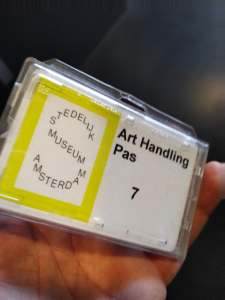 STEDELIJK
MUSEUM
AMSTERDAM
Art Handling
Pas
7